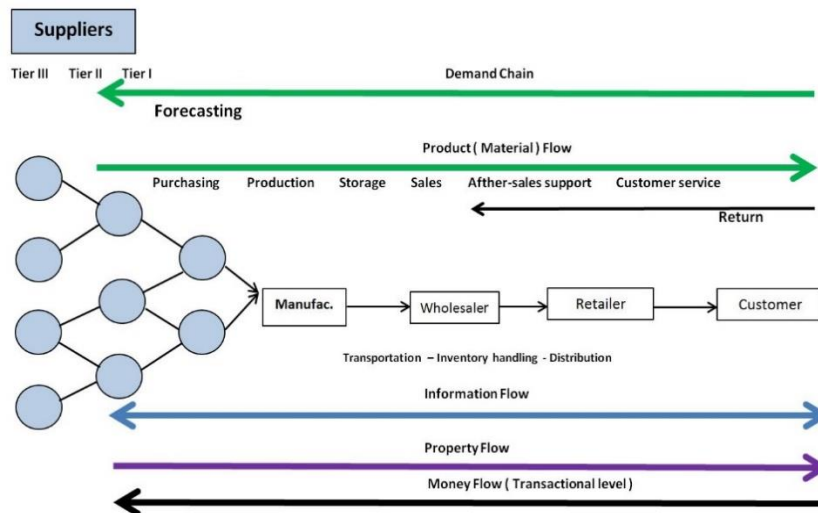 Suppliers
Tier III Tier II Tier I
Demand Chain
Forecasting
Product ( Material ) Flow
Purchasing Production Storage Sales Afther-sales support Customer service
Return
Manufac. Wholesaler Retailer Customer
Transportation – Inventory handling - Distribution
Information Flow
Property Flow
Money Flow ( Transactional level )